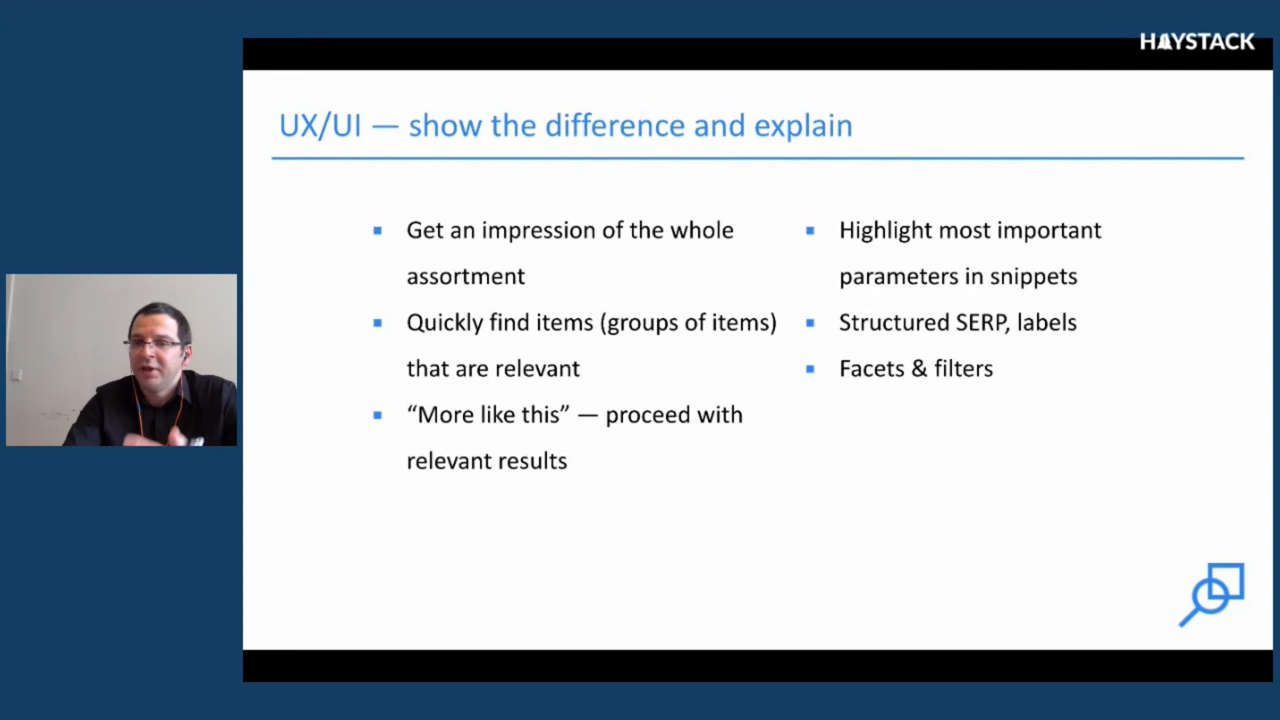 HAYSTACK
UX/UI — show the difference and explain
▪ Get an impression of the whole
assortment
▪ Quickly find items (groups of items)
that are relevant
▪ “More like this” — proceed with
relevant results
▪ Highlight most important
parameters in snippets
▪ Structured SERP, labels
▪ Facets & filters